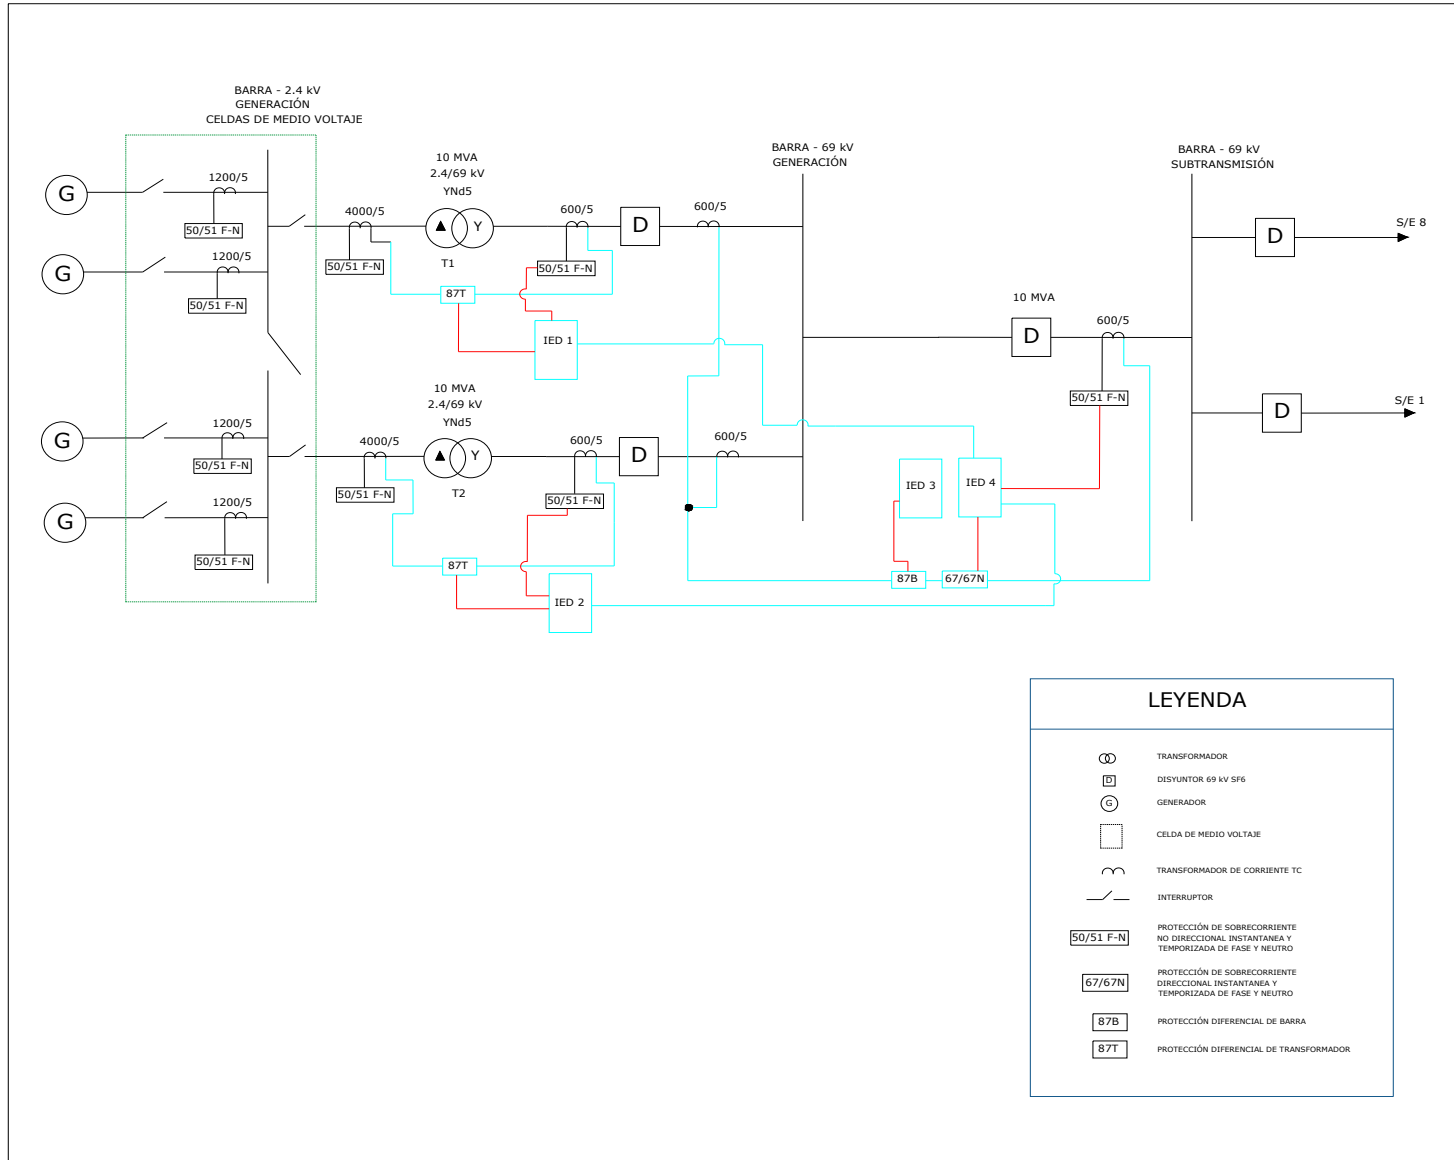 BARRA - 2.4 kV
GENERACIÓN
CELDAS DE MEDIO VOLTAJE
G
1200/5
50/51 F-N
G
1200/5
50/51 F-N
4000/5
50/51 F-N
10 MVA
2.4/69 kV
YNd5
Y
T1
600/5
50/51 F-N
D
600/5
87T
IED 1
BARRA - 69 kV
GENERACIÓN
BARRA - 69 kV
SUBTRANSMISIÓN
D
S/E 8
10 MVA
D
600/5
50/51 F-N
D
S/E 1
G
1200/5
50/51 F-N
G
1200/5
50/51 F-N
4000/5
50/51 F-N
10 MVA
2.4/69 kV
YNd5
Y
T2
600/5
50/51 F-N
D
600/5
87T
IED 2
IED 3
IED 4
87B
67/67N
LEYENDA
TRANSFORMADOR
D
DISYUNTOR 69 kV SF6
G
GENERADOR
CELDA DE MEDIO VOLTAJE
TRANSFORMADOR DE CORRIENTE TC
INTERRUPTOR
50/51 F-N
PROTECCIÓN DE SOBRECORRIENTE
NO DIRECCIONAL INSTANTANEA Y
TEMPORIZADA DE FASE Y NEUTRO
67/67N
PROTECCIÓN DE SOBRECORRIENTE
DIRECCIONAL INSTANTANEA Y
TEMPORIZADA DE FASE Y NEUTRO
87B
PROTECCIÓN DIFERENCIAL DE BARRA
87T
PROTECCIÓN DIFERENCIAL DE TRANSFORMADOR